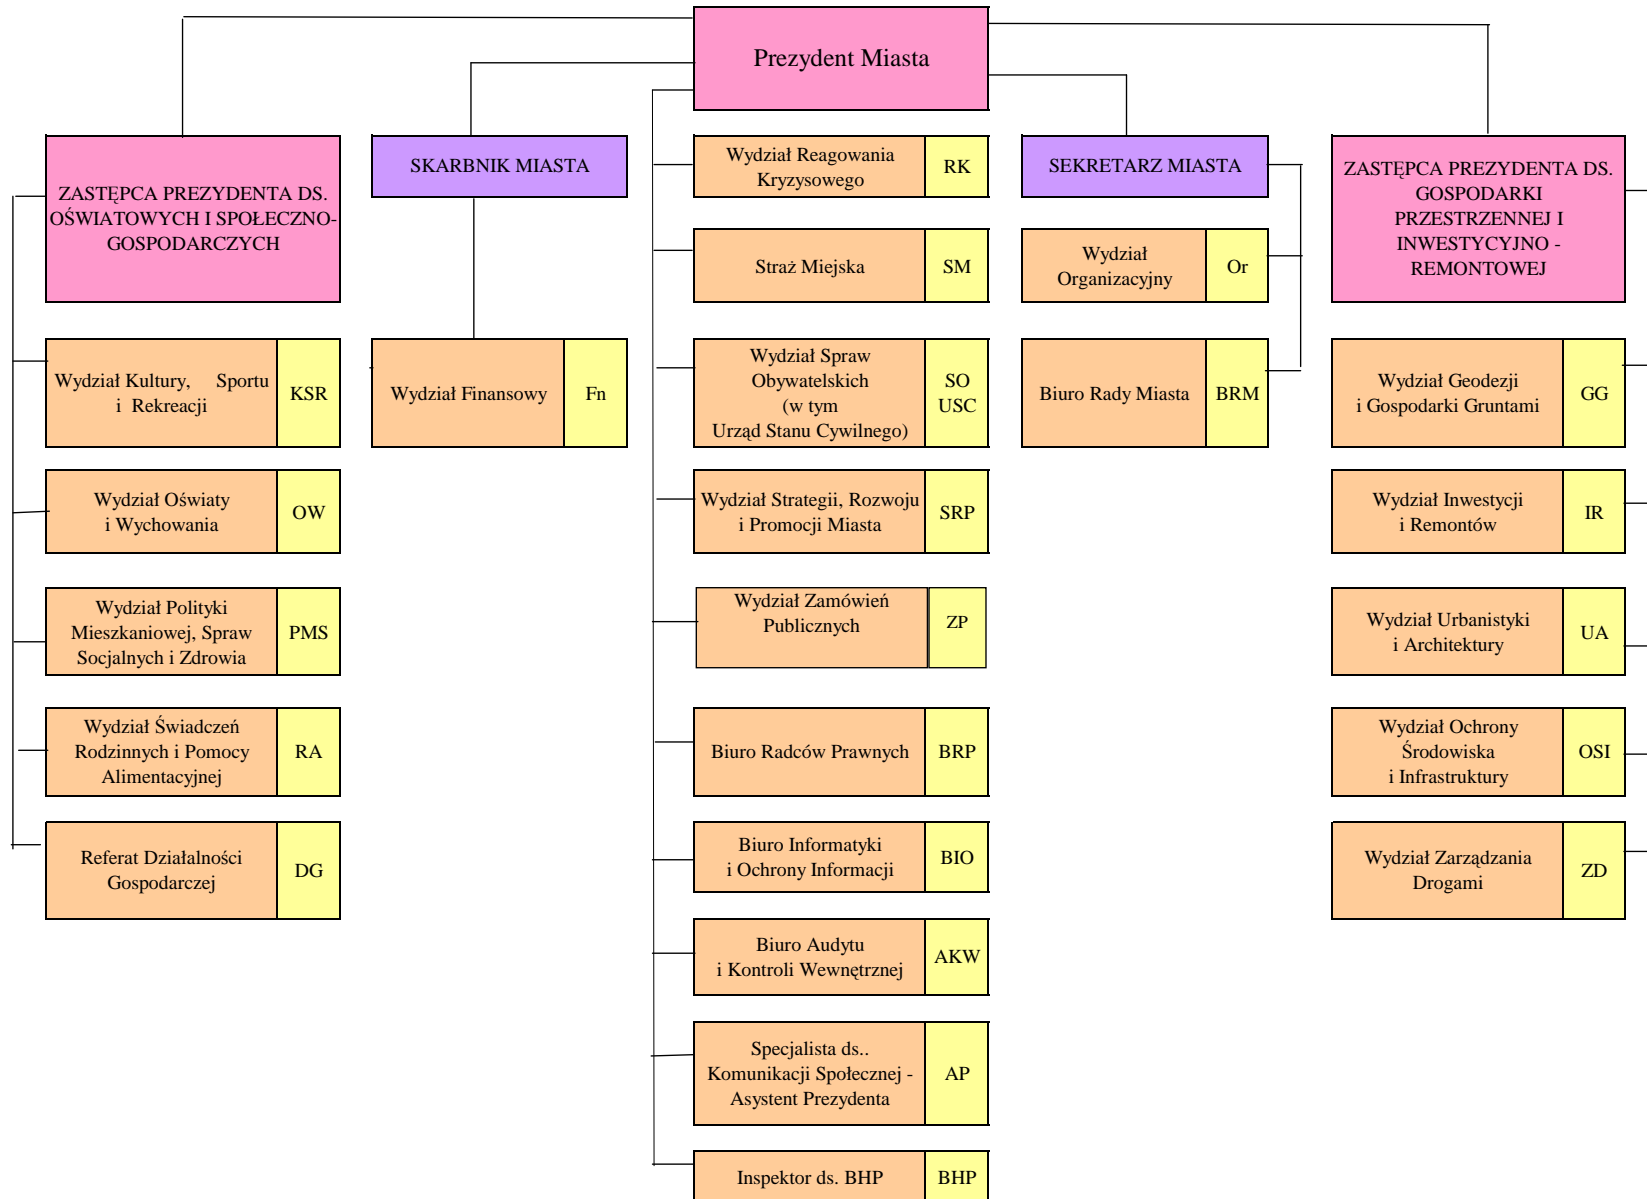 Prezydent Miasta
ZASTĘPCA PREZYDENTA DS.
OŚWIATOWYCH I SPOŁECZNO-
GOSPODARCZYCH
Wydział Kultury, Sportu
i Rekreacji
KSR
Wydział Oświaty
i Wychowania
OW
Wydział Polityki
Mieszkaniowej, Spraw
Socjalnych i Zdrowia
PMS
Wydział Świadczeń
Rodzinnych i Pomocy
Alimentacyjnej
RA
Referat Działalności
Gospodarczej
DG
SKARBNIK MIASTA
Wydział Finansowy
Fn
Wydział Reagowania
Kryzysowego
RK
Straż Miejska
SM
Wydział Spraw
Obywatelskich
(w tym
Urząd Stanu Cywilnego)
SO
USC
Wydział Strategii, Rozwoju
i Promocji Miasta
SRP
Wydział Zamówień
Publicznych
ZP
Biuro Radców Prawnych
BRP
Biuro Informatyki
i Ochrony Informacji
BIO
Biuro Audytu
i Kontroli Wewnętrznej
AKW
Specjalista ds..
Komunikacji Społecznej -
Asystent Prezydenta
AP
Inspektor ds. BHP
BHP
SEKRETARZ MIASTA
Wydział
Organizacyjny
Or
Biuro Rady Miasta
BRM
ZASTĘPCA PREZYDENTA DS.
GOSPODARKI
PRZESTRZENNEJ I
INWESTYCYJNO -
REMONTOWEJ
Wydział Geodezji
i Gospodarki Gruntami
GG
Wydział Inwestycji
i Remontów
IR
Wydział Urbanistyki
i Architektury
UA
Wydział Ochrony
Środowiska
i Infrastruktury
OSI
Wydział Zarządzania
Drogami
ZD